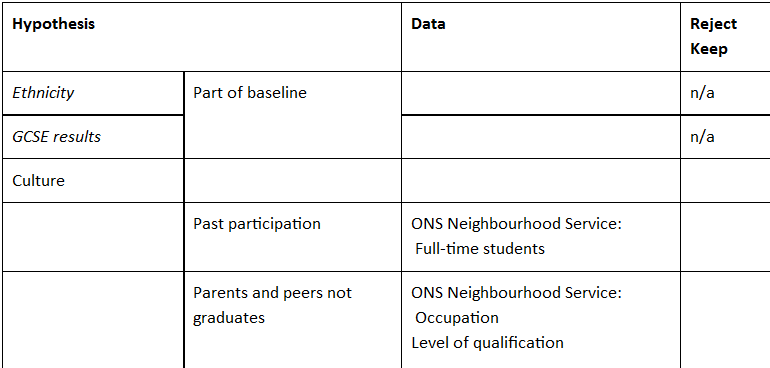 Hypothesis Data Reject
Keep
Ethnicity Part of baseline n/a
GCSE results n/a
Culture
Past participation ONS Neighbourhood Service:
Full-time students
Parents and peers not ONS Neighbourhood Service:
graduates Occupation
Level of qualification